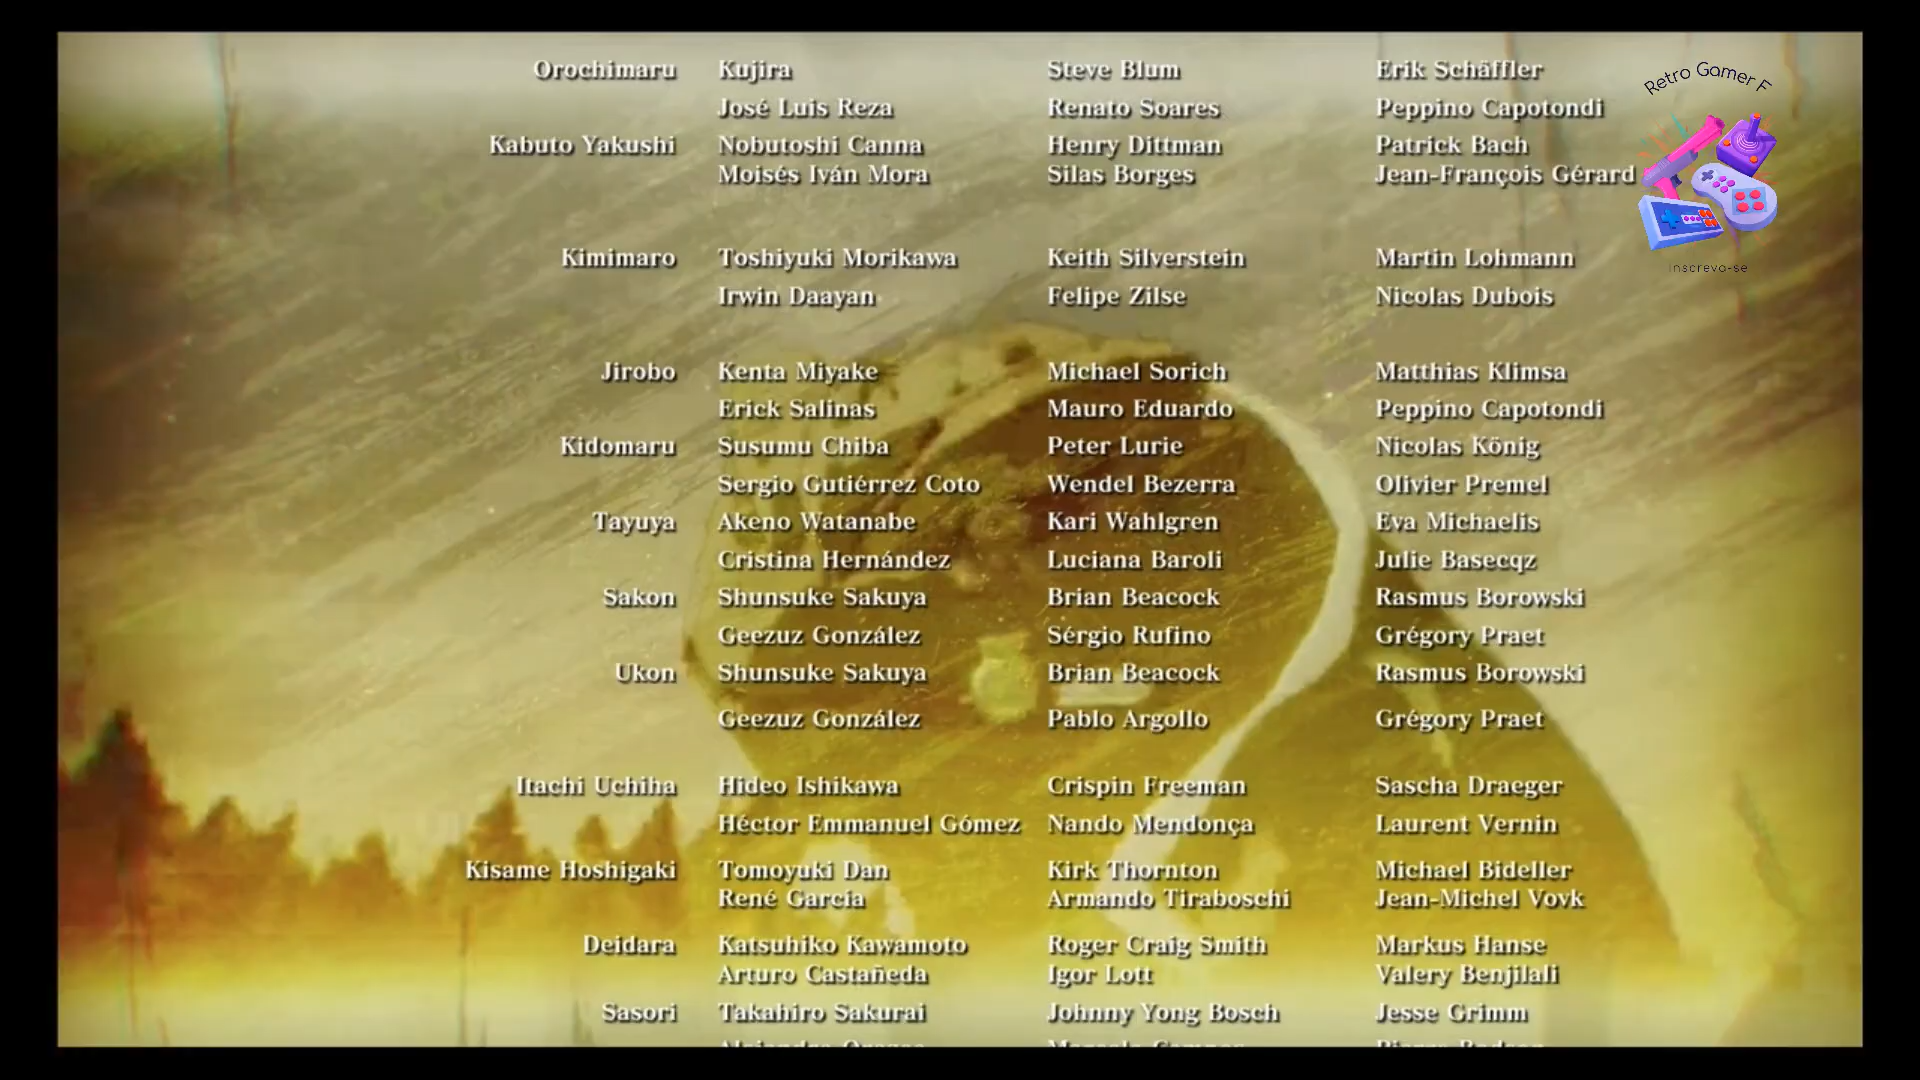 Orochimaru Kujira Steve Blum Erik Schäffler
José Luis Reza Renato Soares Peppino Capotondi
Kabuto Yakushi Nobutoshi Canna Henry Dittman Patrick Bach
Moisés Iván Mora Silas Borges Jean-François Gérard
Kimimaro Toshiyuki Morikawa Keith Silverstein Martin Lohmann
Irwin Daayan Felipe Zilse Nicolas Dubois
Jirobo Kenta Miyake Michael Sorich Matthias Klimsa
Erick Salinas Mauro Eduardo Peppino Capotondi
Kidomaru Susumu Chiba Peter Lurie Nicolas König
Sergio Gutiérrez Coto Wendel Bezerra Olivier Premel
Tayuya Akeno Watanabe Kari Wahlgren Eva Michaelis
Cristina Hernández Luciana Baroli Julie Basecqz
Sakon Shunsuke Sakuya Brian Beacock Rasmus Borowski
Geezuz González Sérgio Rufino Grégory Praet
Ukon Shunsuke Sakuya Brian Beacock Rasmus Borowski
Geezuz González Pablo Argollo Grégory Praet
Itachi Uchiha Hideo Ishikawa Crispin Freeman Sascha Draeger
Héctor Emmanuel Gómez Nando Mendonça Laurent Vernin
Kisame Hoshigaki Tomoyuki Dan Kirk Thornton Michael Bideller
René García Armando Tiraboschi Jean-Michel Vovk
Deidara Katsuhiko Kawamoto Roger Craig Smith Markus Hanse
Arturo Castañeda Igor Lott Valery Benjilali
Sasori Takahiro Sakurai Johnny Yong Bosch Jesse Grimm
Retro Gamer F
inscreva-se